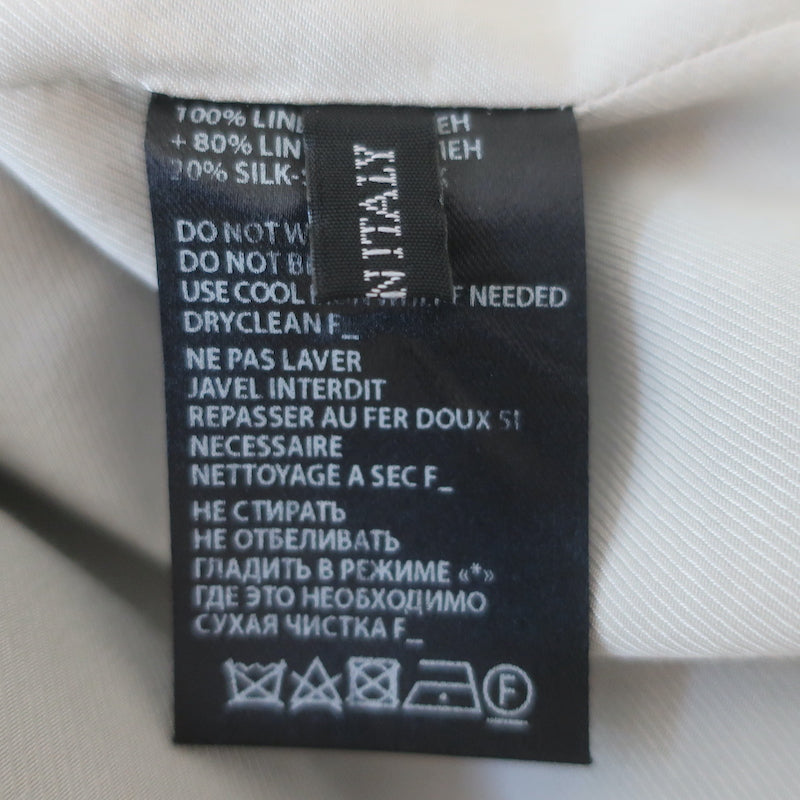 100% LIN
+ 80% LIN
20% SILK-
N ITALY
DO NOT
DO NOT
USE COOL NEEDED
DRYCLEAN F_
NE PAS LAVER
JAVEL INTERDIT
REPASSER AU FER DOUX SI
NECESSAIRE
NETTOYAGE A SEC F_
НЕ СТИРАТЬ
НЕ ОТБЕЛИВАТЬ
ГЛАДИТЬ В РЕЖИМЕ «*»
ГДЕ ЭТО НЕОБХОДИМО
СУХАЯ ЧИСТКА F_
F